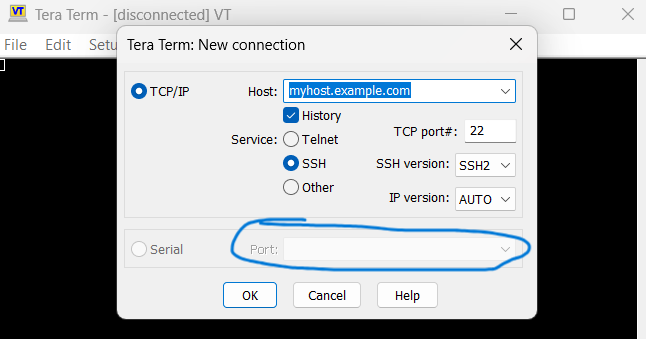 VT Tera Term - [disconnected] VT
File Edit Setu
Tera Term: New connection
TCP/IP Host: myhost.example.com
History
Service: Telnet TCP port#: 22
SSH SSH version: SSH2
Other IP version: AUTO
Serial Port:
OK Cancel Help